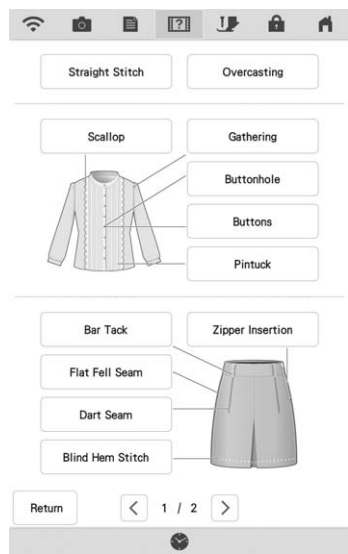 ?
Straight Stitch
Overcasting
Scallop
Gathering
Buttonhole
Buttons
Pintuck
Bar Tack
Zipper Insertion
Flat Fell Seam
Dart Seam
Blind Hem Stitch
Return
< 1 / 2 >